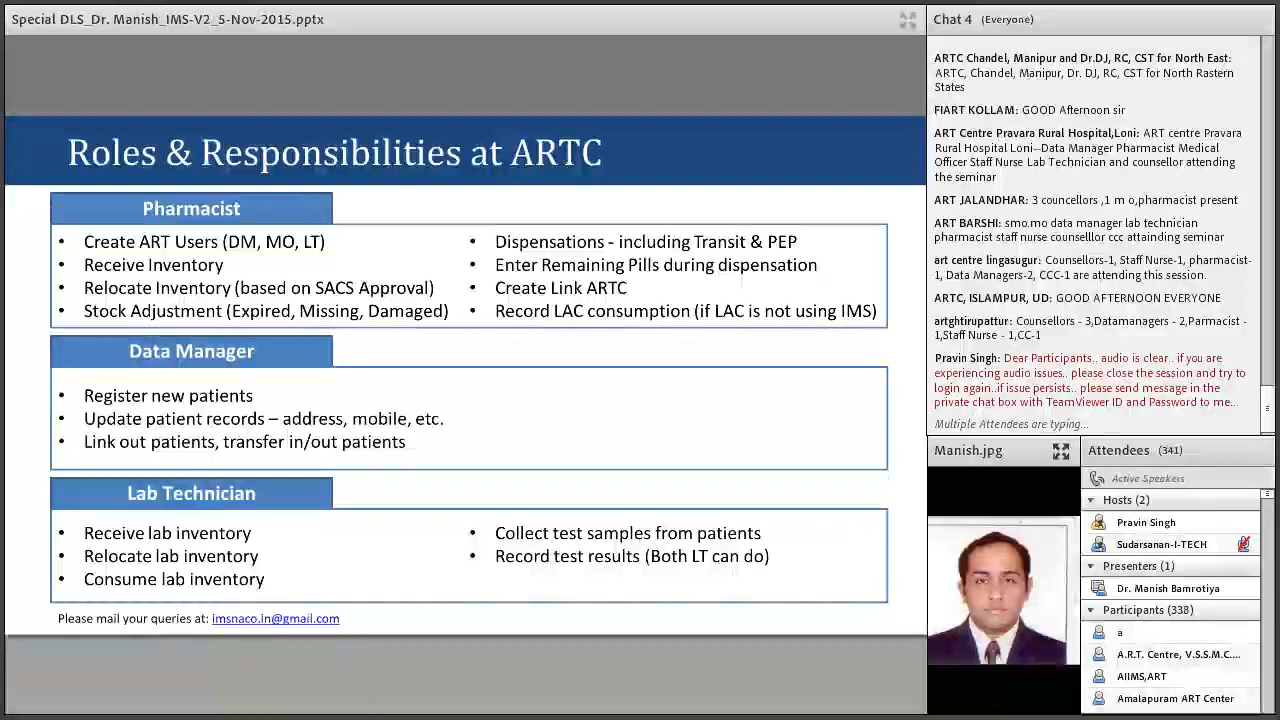 Special DLS_Dr. Manish_IMS-V2_5-Nov-2015.pptx
Roles & Responsibilities at ARTC
Pharmacist
• Create ART Users (DM, MO, LT)
• Receive Inventory
• Relocate Inventory (based on SACS Approval)
• Stock Adjustment (Expired, Missing, Damaged)
• Dispensations - including Transit & PEP
• Enter Remaining Pills during dispensation
• Create Link ARTC
• Record LAC consumption (if LAC is not using IMS)
Data Manager
• Register new patients
• Update patient records – address, mobile, etc.
• Link out patients, transfer in/out patients
Lab Technician
• Receive lab inventory
• Relocate lab inventory
• Consume lab inventory
• Collect test samples from patients
• Record test results (Both LT can do)
Please mail your queries at: imsnaco.in@gmail.com
Chat 4 (Everyone)
ARTC Chandel, Manipur and Dr.DJ, RC, CST for North East:
ARTC, Chandel, Manipur, Dr. DJ, RC, CST for North Rastern
States
FIART KOLLAM: GOOD Afternoon sir
ART Centre Pravara Rural Hospital,Loni: ART centre Pravara
Rural Hospital Loni--Data Manager Pharmacist Medical
Officer Staff Nurse Lab Technician and counsellor attending
the seminar
ART JALANDHAR: 3 councellors ,1 m o,pharmacist present
ART BARSHI: smo.mo data manager lab technician
pharmacist staff nurse counselllor ccc attainding seminar
art centre lingasugur: Counsellors-1, Staff Nurse-1, pharmacist-
1, Data Managers-2, CCC-1 are attending this session.
ARTC, ISLAMPUR, UD: GOOD AFTERNOON EVERYONE
artghtirupattur: Counsellors - 3,Datamanagers - 2,Parmacist -
1,Staff Nurse - 1,CC-1
Pravin Singh: Dear Participants.. audio is clear.. if you are
experiencing audio issues.. please close the session and try to
login again..if issue persists.. please send message in the
private chat box with TeamViewer ID and Password to me...
Multiple Attendees are typing...
Manish.jpg
Attendees (341)
Active Speakers
Hosts (2)
Pravin Singh
Sudarsanan-I-TECH
Presenters (1)
Dr. Manish Bamrotiya
Participants (338)
a
A.R.T. Centre, V.S.S.M.C....
AIIMS,ART
Amalapuram ART Center